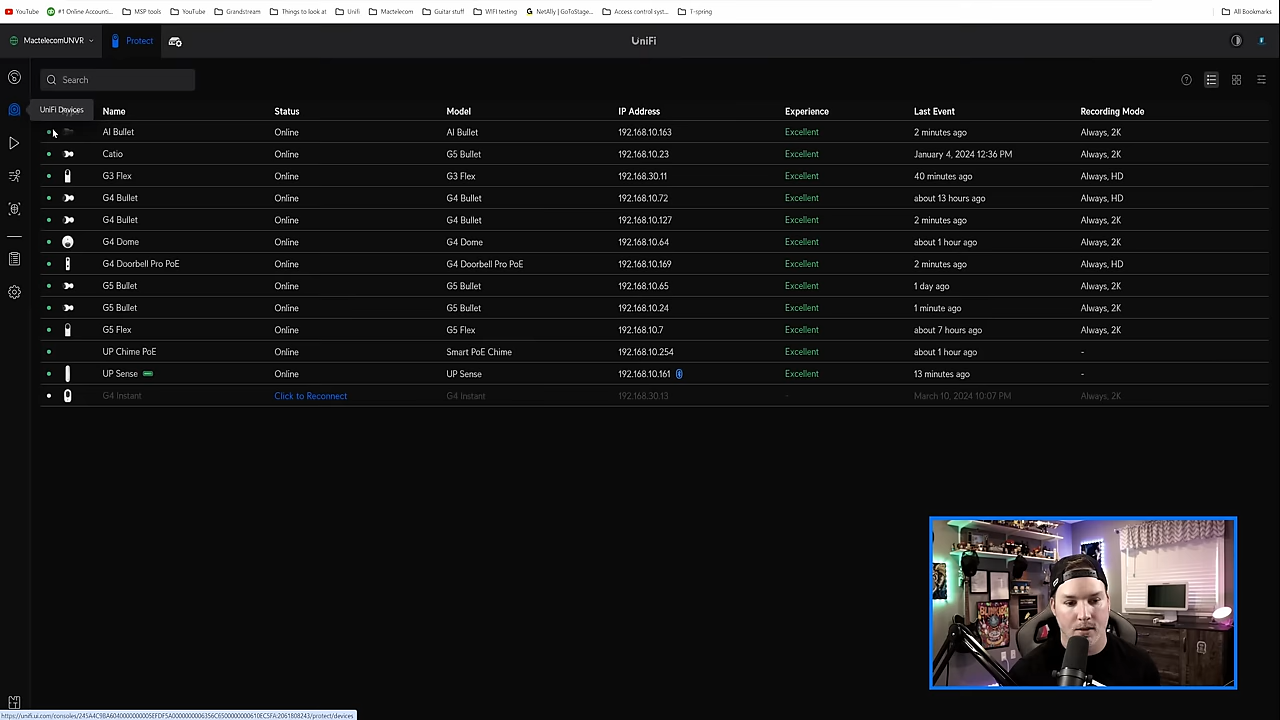 YouTube #1 Online Accounti... MSP tools YouTube Grandstream Things to look at Unifi Mactelecom Guitar stuff WIFI testing NetAlly | GoToStage... Access control syst... T-spring All Bookmarks
MactelecomUNVR Protect UniFi
Search
UniFi Devices Name Status Model IP Address Experience Last Event Recording Mode
AI Bullet Online AI Bullet 192.168.10.163 Excellent 2 minutes ago Always, 2K
Catio Online G5 Bullet 192.168.10.23 Excellent January 4, 2024 12:36 PM Always, 2K
G3 Flex Online G3 Flex 192.168.30.11 Excellent 40 minutes ago Always, HD
G4 Bullet Online G4 Bullet 192.168.10.72 Excellent about 13 hours ago Always, HD
G4 Bullet Online G4 Bullet 192.168.10.127 Excellent 2 minutes ago Always, 2K
G4 Dome Online G4 Dome 192.168.10.64 Excellent about 1 hour ago Always, 2K
G4 Doorbell Pro PoE Online G4 Doorbell Pro PoE 192.168.10.169 Excellent 2 minutes ago Always, HD
G5 Bullet Online G5 Bullet 192.168.10.65 Excellent 1 day ago Always, 2K
G5 Bullet Online G5 Bullet 192.168.10.24 Excellent 1 minute ago Always, 2K
G5 Flex Online G5 Flex 192.168.10.7 Excellent about 7 hours ago Always, 2K
UP Chime PoE Online Smart PoE Chime 192.168.10.254 Excellent about 1 hour ago -
UP Sense Online UP Sense 192.168.10.161 Excellent 13 minutes ago -
G4 Instant Click to Reconnect G4 Instant 192.168.30.13 - March 10, 2024 10:07 PM Always, 2K